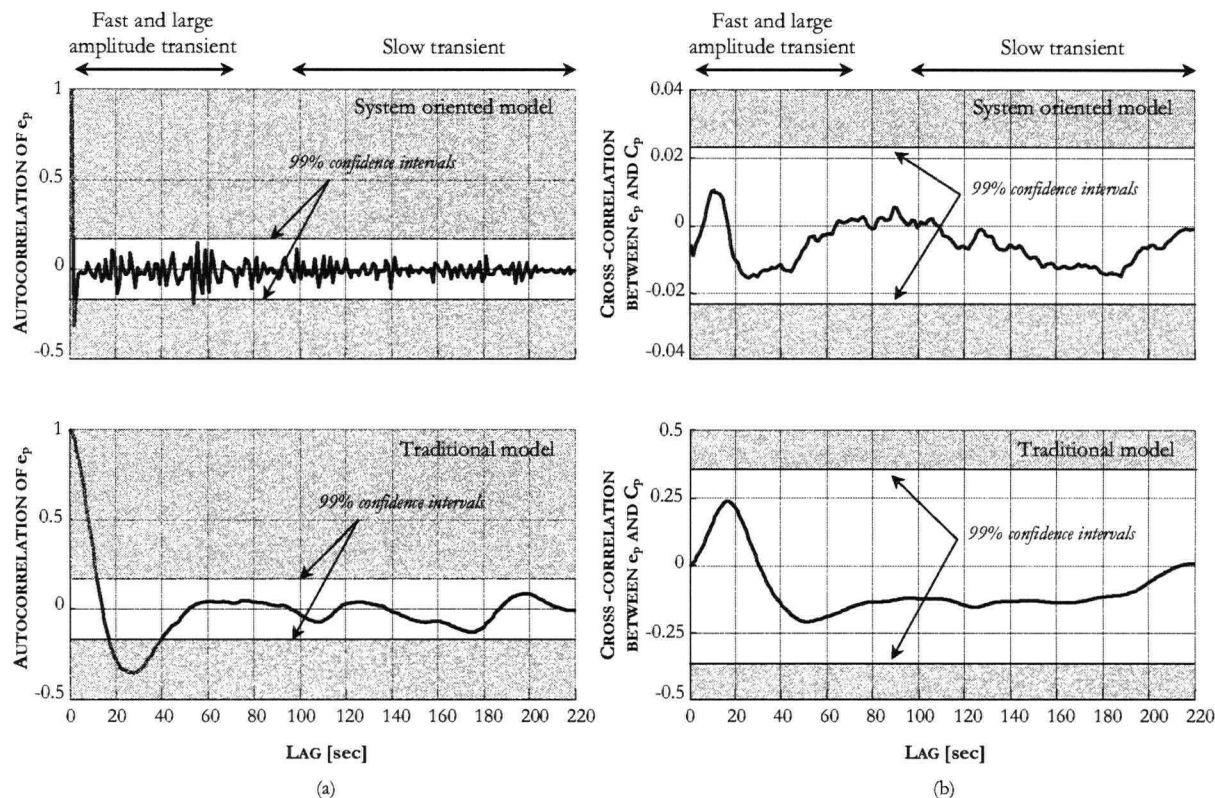 Fast and large
amplitude transient
Slow transient
1
0.5
0
-0.5
AUTOCORRELATION OF eₚ
System oriented model
99% confidence intervals
1
0.5
0
-0.5
AUTOCORRELATION OF eₚ
Traditional model
99% confidence intervals
0 20 40 60 80 100 120 140 160 180 200 220
LAG [sec]
(a)
Fast and large
amplitude transient
Slow transient
0.04
0.02
0
-0.02
-0.04
CROSS -CORRELATION
BETWEEN eₚ AND Cₚ
System oriented model
99% confidence intervals
0.5
0.25
0
-0.25
-0.5
CROSS -CORRELATION
BETWEEN eₚ AND Cₚ
Traditional model
99% confidence intervals
0 20 40 60 80 100 120 140 160 180 200 220
LAG [sec]
(b)